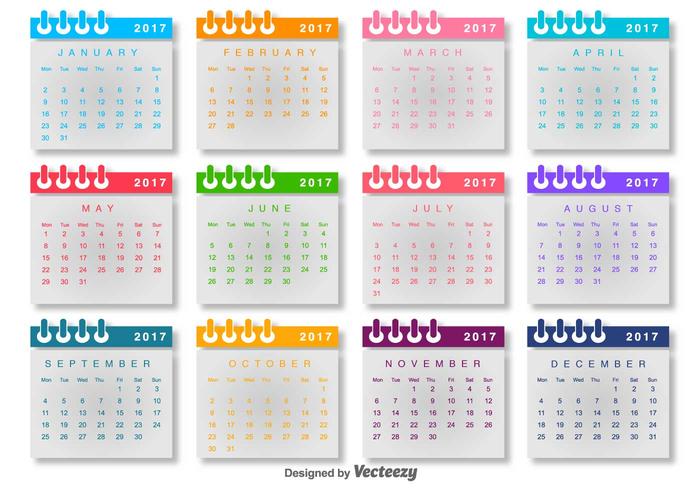 2017
JANUARY
Mon Tue Wed Thu Fri Sat Sun
1
2 3 4 5 6 7 8
9 10 11 12 13 14 15
16 17 18 19 20 21 22
23 24 25 26 27 28 29
30 31
2017
FEBRUARY
Mon Tue Wed Thu Fri Sat Sun
1 2 3 4 5
6 7 8 9 10 11 12
13 14 15 16 17 18 19
20 21 22 23 24 25 26
27 28
2017
MARCH
Mon Tue Wed Thu Fri Sat Sun
1 2 3 4 5
6 7 8 9 10 11 12
13 14 15 16 17 18 19
20 21 22 23 24 25 26
27 28 29 30 31
2017
APRIL
Mon Tue Wed Thu Fri Sat Sun
1 2
3 4 5 6 7 8 9
10 11 12 13 14 15 16
17 18 19 20 21 22 23
24 25 26 27 28 29 30
2017
MAY
Mon Tue Wed Thu Fri Sat Sun
1 2 3 4 5 6 7
8 9 10 11 12 13 14
15 16 17 18 19 20 21
22 23 24 25 26 27 28
29 30 31
2017
JUNE
Mon Tue Wed Thu Fri Sat Sun
1 2 3 4
5 6 7 8 9 10 11
12 13 14 15 16 17 18
19 20 21 22 23 24 25
26 27 28 29 30
2017
JULY
Mon Tue Wed Thu Fri Sat Sun
1 2
3 4 5 6 7 8 9
10 11 12 13 14 15 16
17 18 19 20 21 22 23
24 25 26 27 28 29 30
31
2017
AUGUST
Mon Tue Wed Thu Fri Sat Sun
1 2 3 4 5 6
7 8 9 10 11 12 13
14 15 16 17 18 19 20
21 22 23 24 25 26 27
28 29 30 31
2017
SEPTEMBER
Mon Tue Wed Thu Fri Sat Sun
1 2 3
4 5 6 7 8 9 10
11 12 13 14 15 16 17
18 19 20 21 22 23 24
25 26 27 28 29 30
2017
OCTOBER
Mon Tue Wed Thu Fri Sat Sun
1
2 3 4 5 6 7 8
9 10 11 12 13 14 15
16 17 18 19 20 21 22
23 24 25 26 27 28 29
30 31
2017
NOVEMBER
Mon Tue Wed Thu Fri Sat Sun
1 2 3 4 5
6 7 8 9 10 11 12
13 14 15 16 17 18 19
20 21 22 23 24 25 26
27 28 29 30
2017
DECEMBER
Mon Tue Wed Thu Fri Sat Sun
1 2 3
4 5 6 7 8 9 10
11 12 13 14 15 16 17
18 19 20 21 22 23 24
25 26 27 28 29 30 31
Designed by Vecteezy